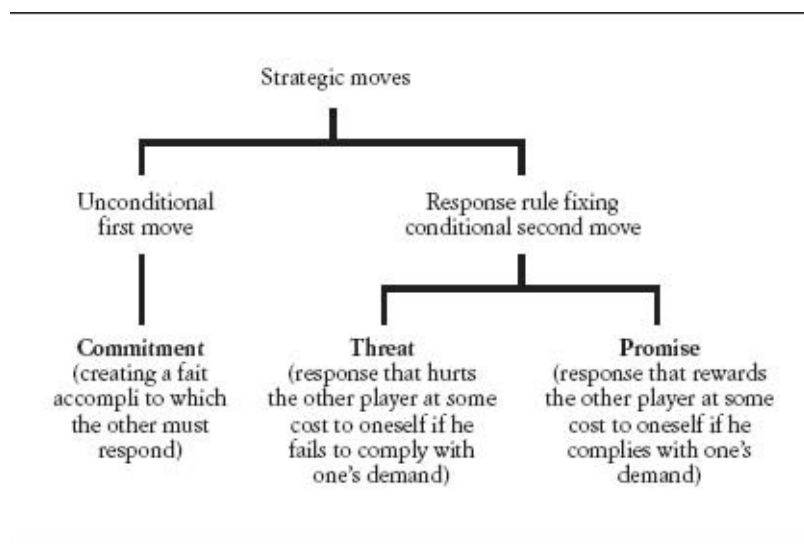 Strategic moves
Unconditional
first move
Response rule fixing
conditional second move
Commitment
(creating a fait
accompli to which
the other must
respond)
Threat
(response that hurts
the other player at some
cost to oneself if he
fails to comply with
one's demand)
Promise
(response that rewards
the other player at some
cost to oneself if he
complies with one's
demand)